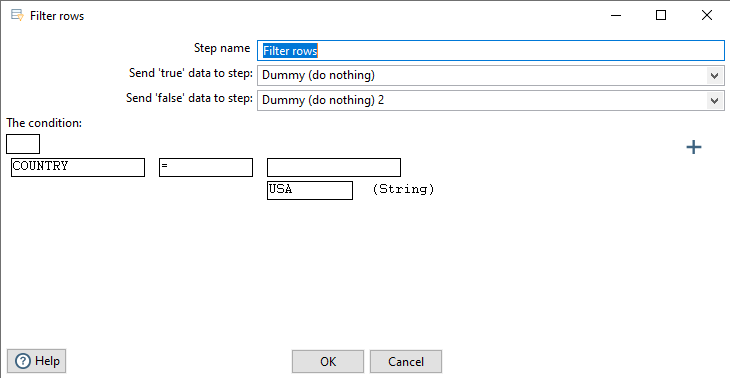 Filter rows
Step name Filter rows
Send 'true' data to step: Dummy (do nothing)
Send 'false' data to step: Dummy (do nothing) 2
The condition:
COUNTRY =
USA (String)
Help OK Cancel